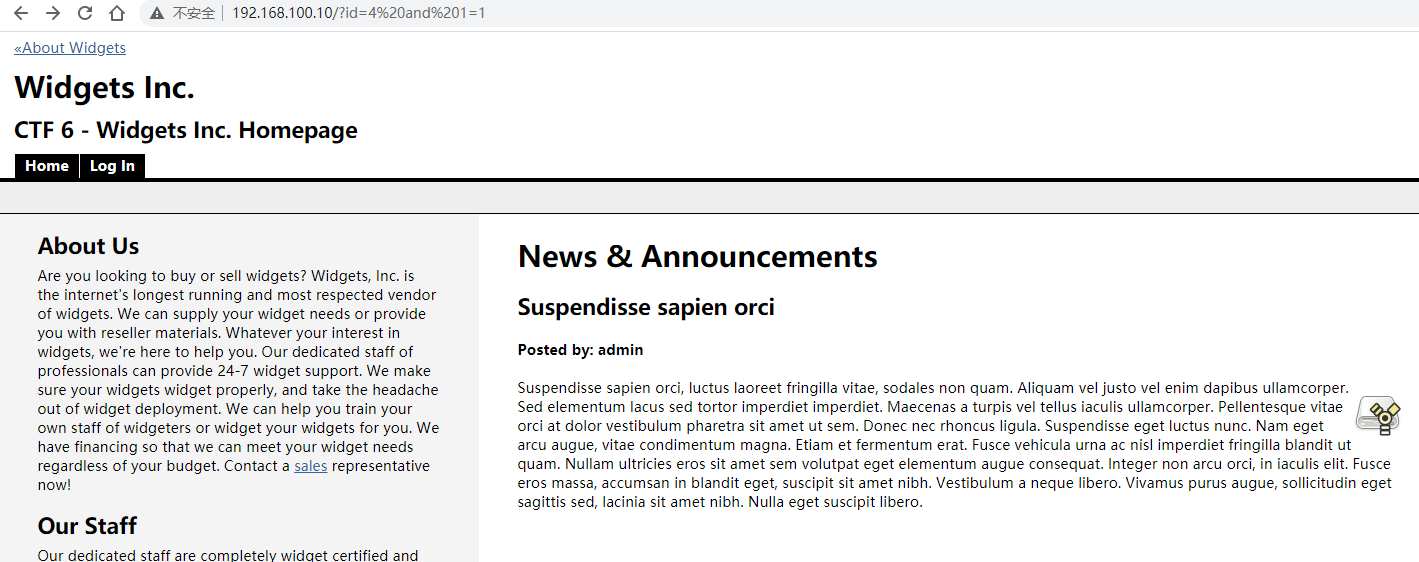 不安全 192.168.100.10/?id=4%20and%201=1
«About Widgets
Widgets Inc.
CTF 6 - Widgets Inc. Homepage
Home Log In
About Us
Are you looking to buy or sell widgets? Widgets, Inc. is
the internet's longest running and most respected vendor
of widgets. We can supply your widget needs or provide
you with reseller materials. Whatever your interest in
widgets, we're here to help you. Our dedicated staff of
professionals can provide 24-7 widget support. We make
sure your widgets widget properly, and take the headache
out of widget deployment. We can help you train your
own staff of widgeters or widget your widgets for you. We
have financing so that we can meet your widget needs
regardless of your budget. Contact a sales representative
now!
Our Staff
Our dedicated staff are completely widget certified and
News & Announcements
Suspendisse sapien orci
Posted by: admin
Suspendisse sapien orci, luctus laoreet fringilla vitae, sodales non quam. Aliquam vel justo vel enim dapibus ullamcorper.
Sed elementum lacus sed tortor imperdiet imperdiet. Maecenas a turpis vel tellus iaculis ullamcorper. Pellentesque vitae
orci at dolor vestibulum pharetra sit amet ut sem. Donec nec rhoncus ligula. Suspendisse eget luctus nunc. Nam eget
arcu augue, vitae condimentum magna. Etiam et fermentum erat. Fusce vehicula urna ac nisl imperdiet fringilla blandit ut
quam. Nullam ultricies eros sit amet sem volutpat eget elementum augue consequat. Integer non arcu orci, in iaculis elit. Fusce
eros massa, accumsan in blandit eget, suscipit sit amet nibh. Vestibulum a neque libero. Vivamus purus augue, sollicitudin eget
sagittis sed, lacinia sit amet nibh. Nulla eget suscipit libero.